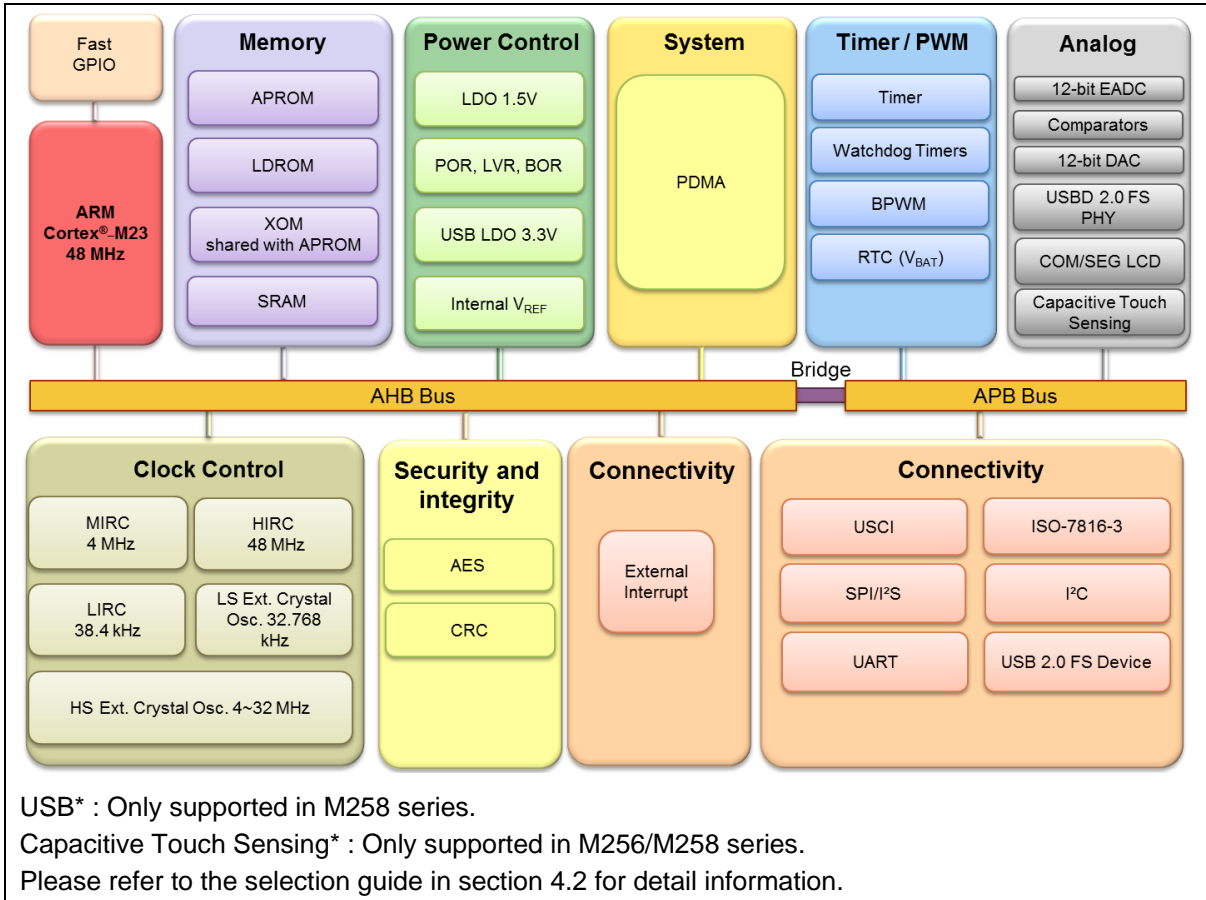 Fast
GPIO
ARM
Cortex®-M23
48 MHz
Memory
APROM
LDROM
XOM
shared with APROM
SRAM
Power Control
LDO 1.5V
POR, LVR, BOR
USB LDO 3.3V
Internal VREF
System
PDMA
Timer / PWM
Timer
Watchdog Timers
BPWM
RTC (VBAT)
Analog
12-bit EADC
Comparators
12-bit DAC
USBD 2.0 FS
PHY
COM/SEG LCD
Capacitive Touch
Sensing
Bridge
AHB Bus
APB Bus
Clock Control
MIRC
4 MHz
HIRC
48 MHz
LIRC
38.4 kHz
LS Ext. Crystal
Osc. 32.768
kHz
HS Ext. Crystal Osc. 4~32 MHz
Security and
integrity
AES
CRC
Connectivity
External
Interrupt
Connectivity
USCI
ISO-7816-3
SPI/I²S
I²C
UART
USB 2.0 FS Device
USB* : Only supported in M258 series.
Capacitive Touch Sensing* : Only supported in M256/M258 series.
Please refer to the selection guide in section 4.2 for detail information.